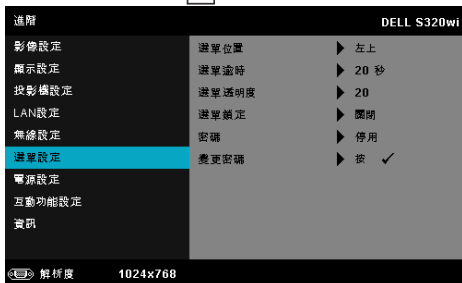 進階 DELL S320wi
影像設定 選單位置 左上
顯示設定 選單逾時 20 秒
投影機設定 選單透明度 20
LAN設定 選單鎖定 關閉
無線設定 密碼 停用
選單設定 變更密碼 按 ✓
電源設定
互動功能設定
資訊
解析度 1024x768